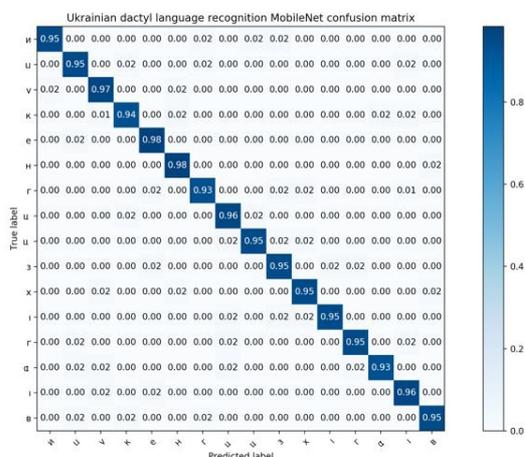 Ukrainian dactyl language recognition MobileNet confusion matrix
True label
и 0.95 0.00 0.00 0.00 0.00 0.00 0.02 0.00 0.02 0.02 0.00 0.00 0.00 0.00 0.00 0.00
u 0.00 0.95 0.00 0.02 0.00 0.00 0.00 0.02 0.00 0.00 0.00 0.00 0.00 0.00 0.02 0.00
v 0.02 0.00 0.97 0.00 0.00 0.02 0.00 0.00 0.00 0.00 0.00 0.00 0.00 0.00 0.00 0.00
к 0.00 0.00 0.01 0.94 0.00 0.02 0.00 0.00 0.00 0.00 0.00 0.00 0.00 0.02 0.02 0.00
е 0.00 0.02 0.00 0.00 0.98 0.00 0.00 0.00 0.00 0.00 0.00 0.00 0.00 0.00 0.00 0.00
н 0.00 0.00 0.00 0.00 0.00 0.98 0.00 0.00 0.00 0.00 0.00 0.00 0.00 0.00 0.00 0.02
г 0.00 0.00 0.00 0.00 0.02 0.00 0.93 0.00 0.00 0.02 0.02 0.00 0.00 0.00 0.01 0.00
u 0.00 0.00 0.00 0.02 0.00 0.00 0.00 0.96 0.02 0.00 0.00 0.00 0.00 0.00 0.00 0.00
u 0.00 0.00 0.00 0.00 0.00 0.00 0.00 0.02 0.95 0.02 0.02 0.00 0.00 0.00 0.00 0.00
з 0.00 0.00 0.00 0.00 0.02 0.00 0.02 0.00 0.00 0.95 0.00 0.02 0.02 0.00 0.00 0.00
х 0.00 0.00 0.02 0.00 0.00 0.02 0.00 0.02 0.00 0.00 0.95 0.00 0.00 0.00 0.00 0.02
ı 0.00 0.00 0.02 0.00 0.00 0.00 0.00 0.02 0.00 0.02 0.02 0.95 0.00 0.00 0.00 0.00
г 0.00 0.00 0.02 0.00 0.00 0.00 0.00 0.02 0.00 0.00 0.00 0.00 0.95 0.00 0.02 0.00
ɑ 0.00 0.02 0.02 0.00 0.02 0.00 0.00 0.00 0.00 0.00 0.00 0.00 0.02 0.93 0.00 0.00
ı 0.00 0.02 0.00 0.02 0.02 0.00 0.00 0.00 0.00 0.00 0.00 0.00 0.00 0.00 0.96 0.00
в 0.00 0.02 0.00 0.02 0.00 0.00 0.02 0.00 0.00 0.00 0.00 0.00 0.00 0.00 0.00 0.95
и u v к е н г u u з х ı г ɑ ı в
Predicted label
0.8
0.6
0.4
0.2
0.0